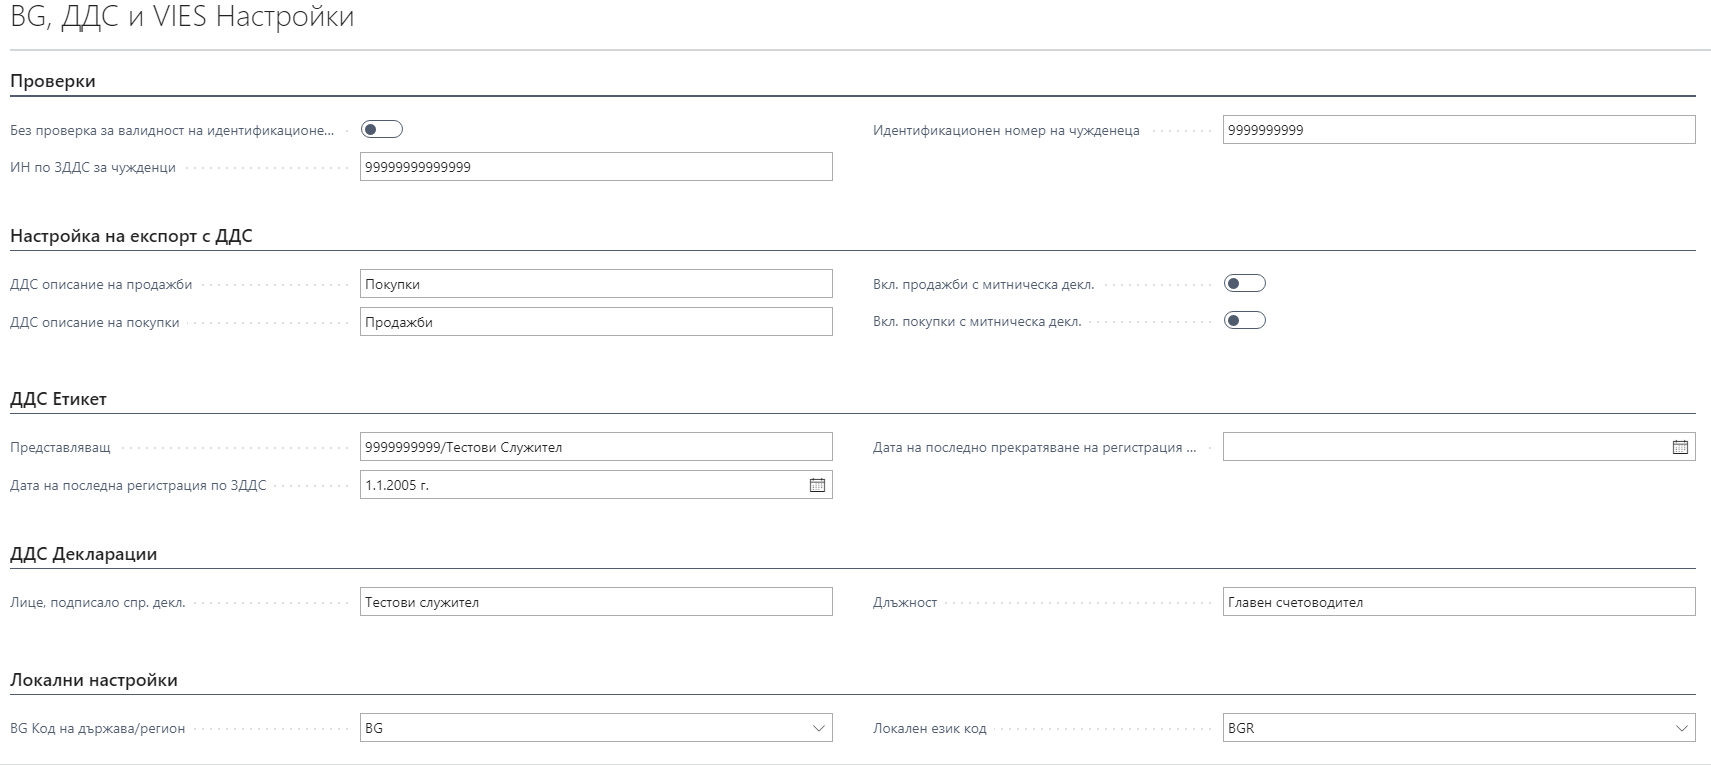 BG, ДДС и VIES Настройки
Проверки
Без проверка за валидност на идентификационе...
Идентификационен номер на чужденеца 9999999999
ИН по ЗДДС за чужденци 99999999999999
Настройка на експорт с ДДС
ДДС описание на продажби Покупки
Вкл. продажби с митническа декл.
ДДС описание на покупки Продажби
Вкл. покупки с митническа декл.
ДДС Етикет
Представляващ 9999999999/Тестови Служител
Дата на последно прекратяване на регистрация ...
Дата на последна регистрация по ЗДДС 1.1.2005 г.
ДДС Декларации
Лице, подписало спр. декл. Тестови служител
Длъжност Главен счетоводител
Локални настройки
BG Код на държава/регион BG
Локален език код BGR